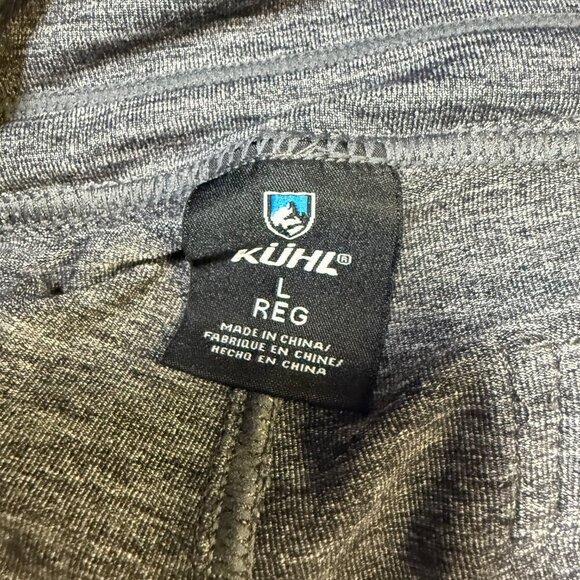 KÜHL®
L
REG
MADE IN CHINA/
FABRIQUE EN CHINE/
HECHO EN CHINA